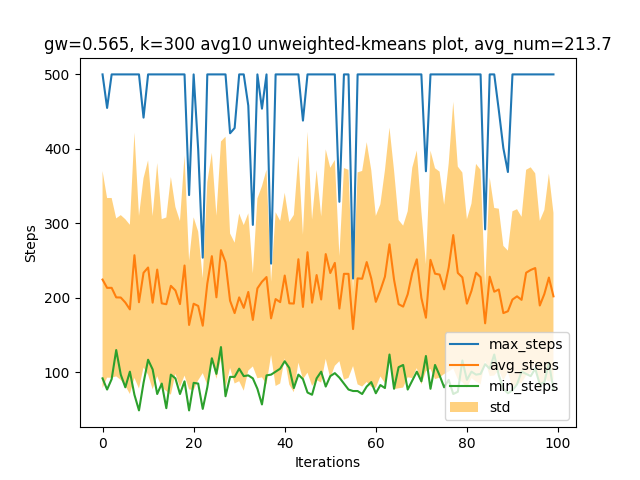 gw=0.565, k=300 avg10 unweighted-kmeans plot, avg_num=213.7
500
400
300
200
100
Steps
0
20
40
60
80
100
Iterations
max_steps
avg_steps
min_steps
std